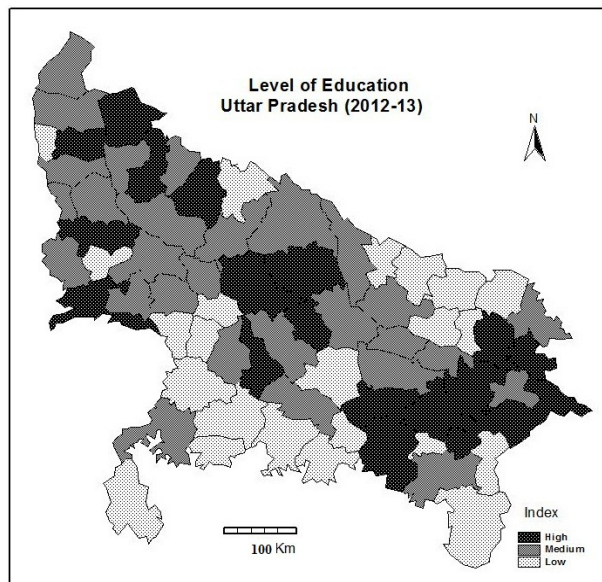 Level of Education
Uttar Pradesh (2012-13)
N
Index
High
Medium
Low
100 Km